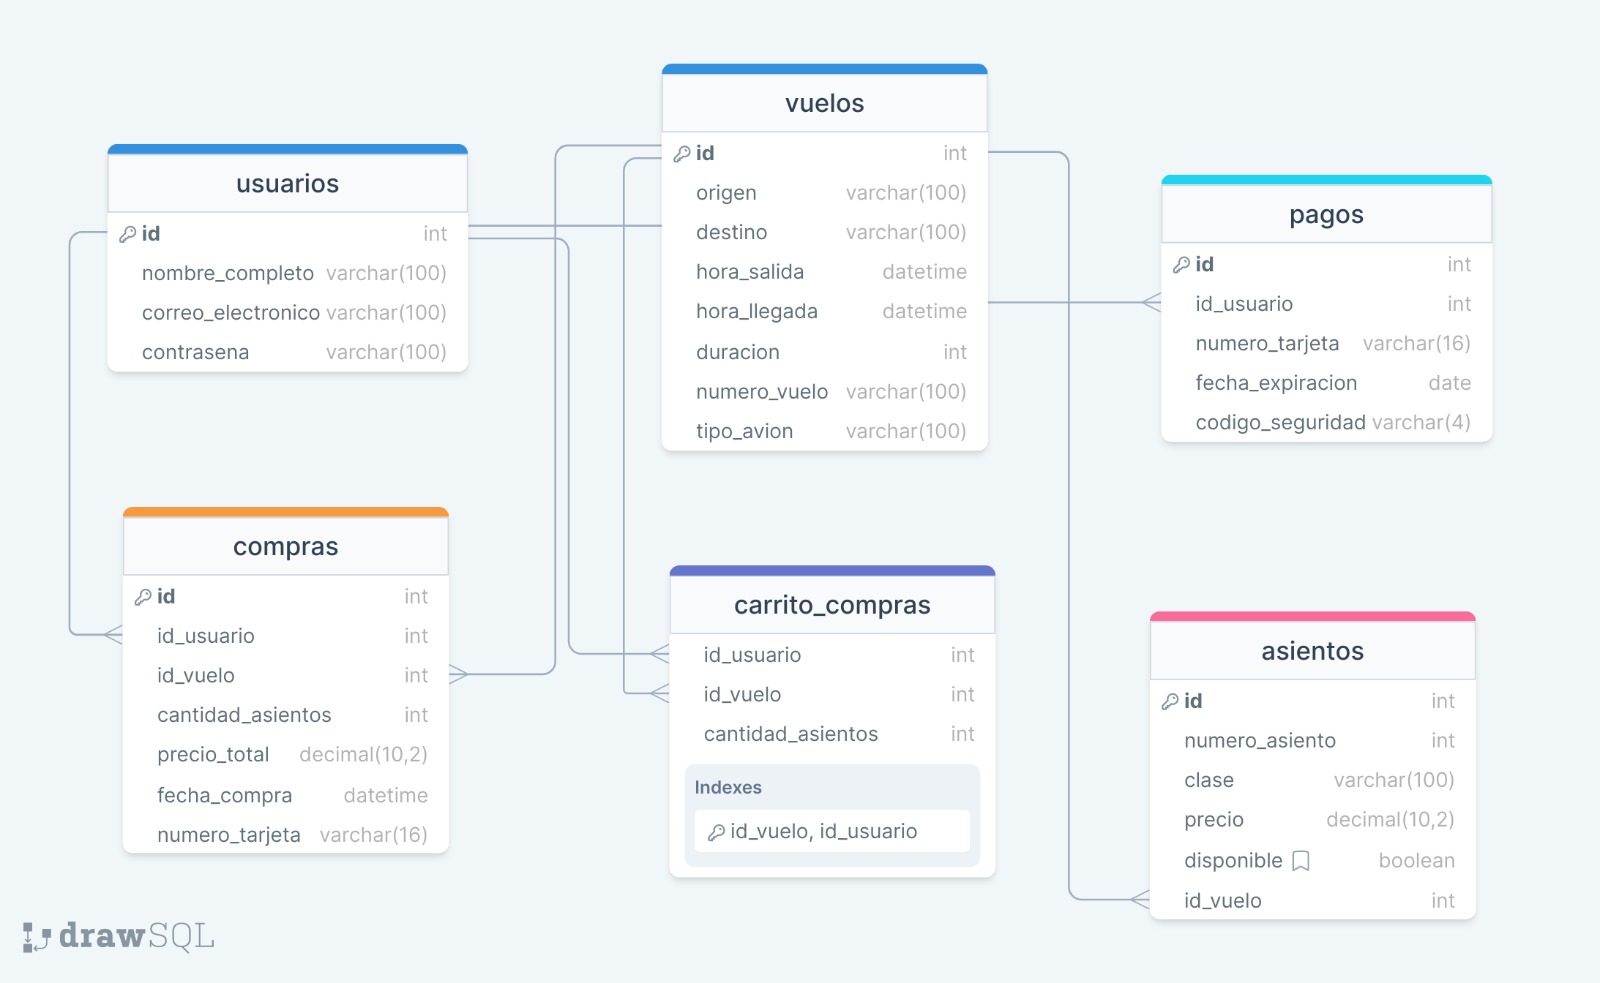 usuarios
id int
nombre_completo varchar(100)
correo_electronico varchar(100)
contrasena varchar(100)
vuelos
id int
origen varchar(100)
destino varchar(100)
hora_salida datetime
hora_llegada datetime
duracion int
numero_vuelo varchar(100)
tipo_avion varchar(100)
pagos
id int
id_usuario int
numero_tarjeta varchar(16)
fecha_expiracion date
codigo_seguridad varchar(4)
compras
id int
id_usuario int
id_vuelo int
cantidad_asientos int
precio_total decimal(10,2)
fecha_compra datetime
numero_tarjeta varchar(16)
carrito_compras
id_usuario int
id_vuelo int
cantidad_asientos int
Indexes
id_vuelo, id_usuario
asientos
id int
numero_asiento int
clase varchar(100)
precio decimal(10,2)
disponible boolean
id_vuelo int
drawSQL